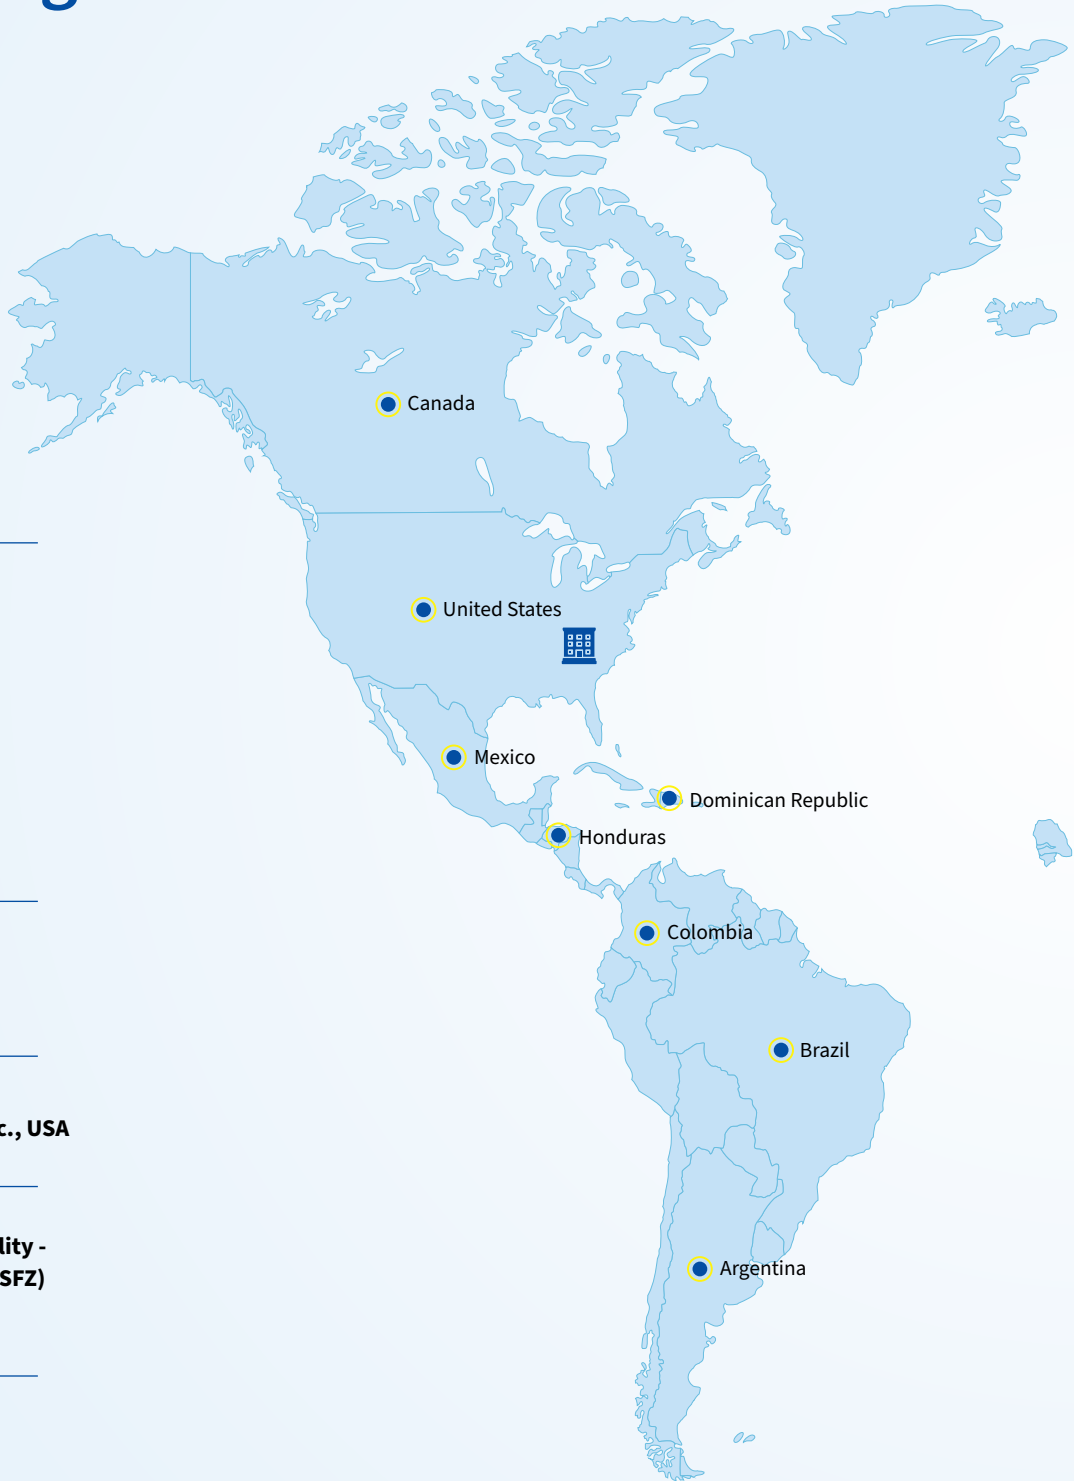 g
Canada
United States
Mexico
Dominican Republic
Honduras
Colombia
Brazil
c., USA
lity -
SFZ)
Argentina